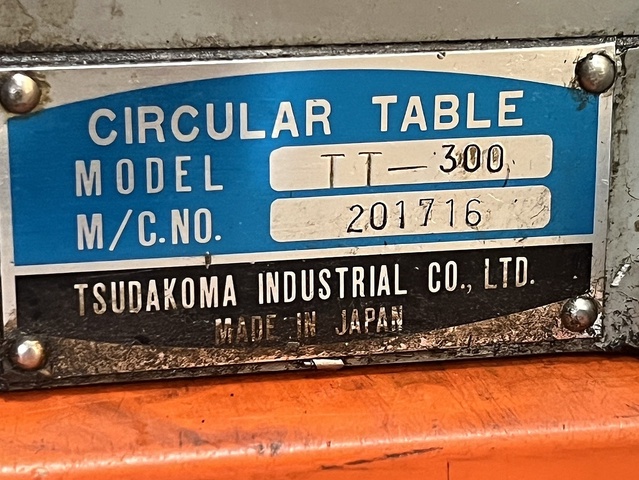 CIRCULAR TABLE
MODEL TT-300
M/C.NO. 201716
TSUDAKOMA INDUSTRIAL CO., LTD.
MADE IN JAPAN